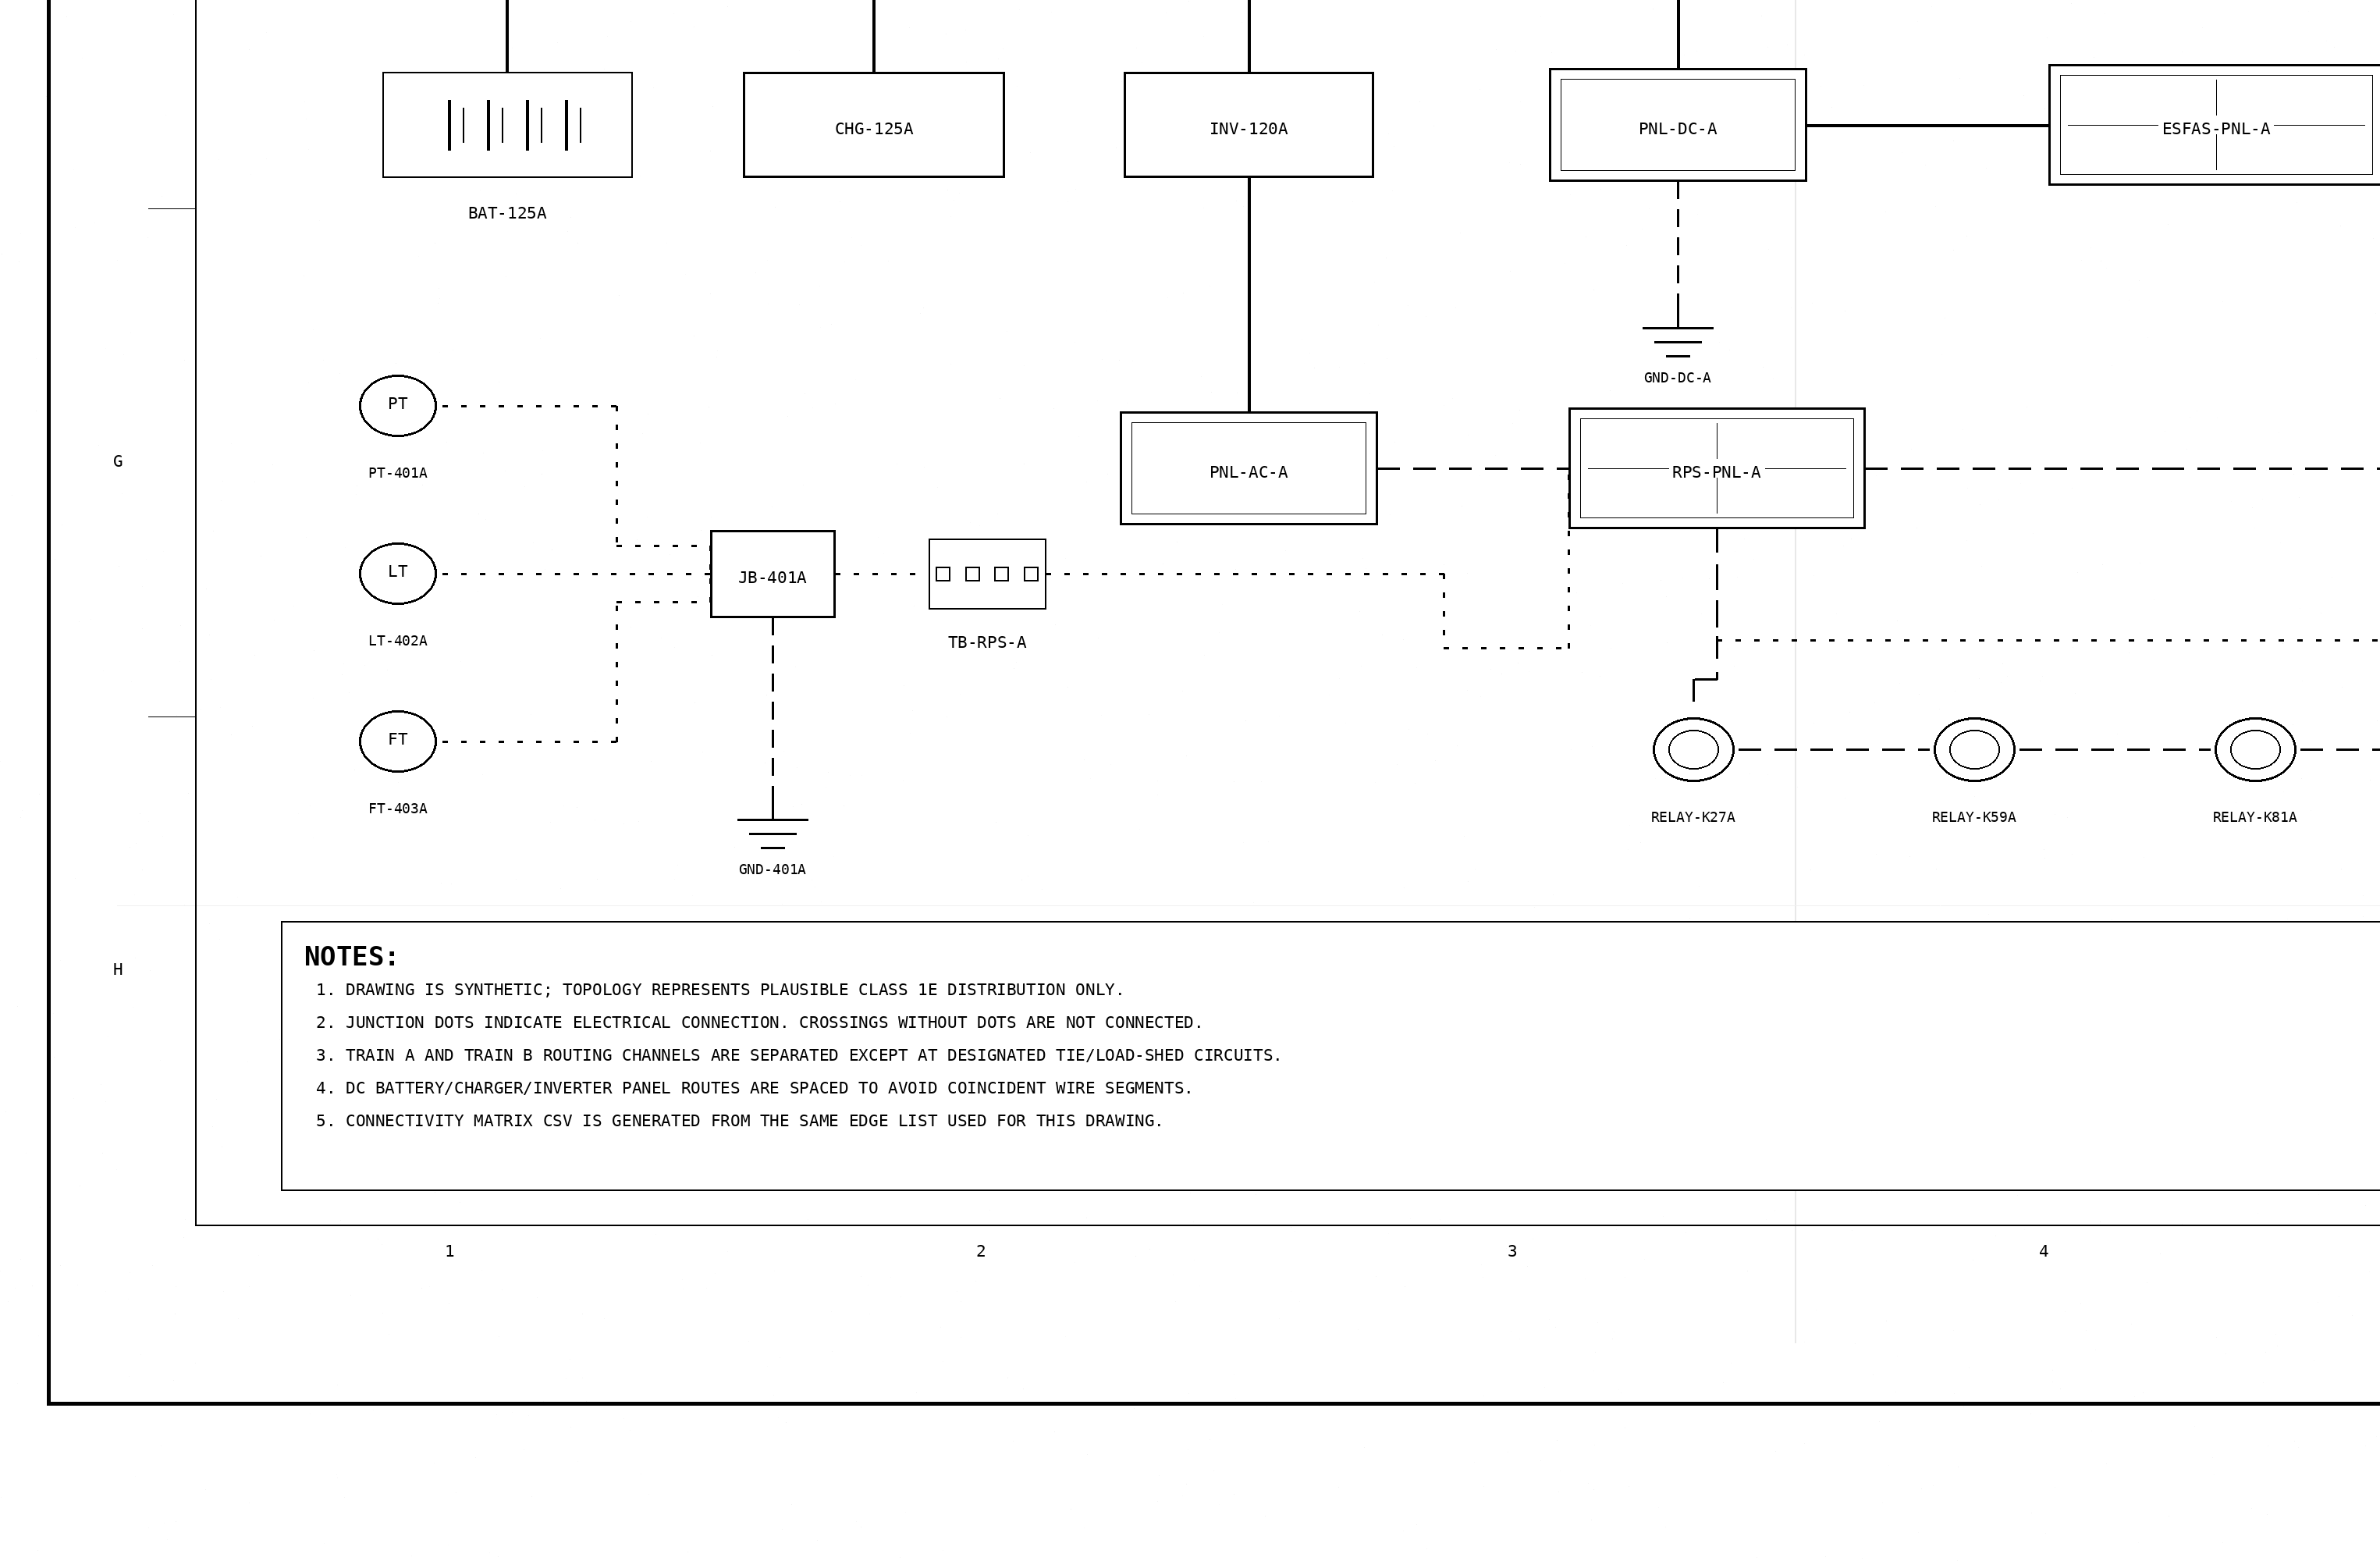 CHG-125A
INV-120A
PNL-DC-A
ESFAS-PNL-A
BAT-125A
GND-DC-A
PT
PT-401A
G
PNL-AC-A
RPS-PNL-A
LT
LT-402A
JB-401A
TB-RPS-A
FT
FT-403A
RELAY-K27A
RELAY-K59A
RELAY-K81A
GND-401A
H
NOTES:
1. DRAWING IS SYNTHETIC; TOPOLOGY REPRESENTS PLAUSIBLE CLASS 1E DISTRIBUTION ONLY.
2. JUNCTION DOTS INDICATE ELECTRICAL CONNECTION. CROSSINGS WITHOUT DOTS ARE NOT CONNECTED.
3. TRAIN A AND TRAIN B ROUTING CHANNELS ARE SEPARATED EXCEPT AT DESIGNATED TIE/LOAD-SHED CIRCUITS.
4. DC BATTERY/CHARGER/INVERTER PANEL ROUTES ARE SPACED TO AVOID COINCIDENT WIRE SEGMENTS.
5. CONNECTIVITY MATRIX CSV IS GENERATED FROM THE SAME EDGE LIST USED FOR THIS DRAWING.
1
2
3
4